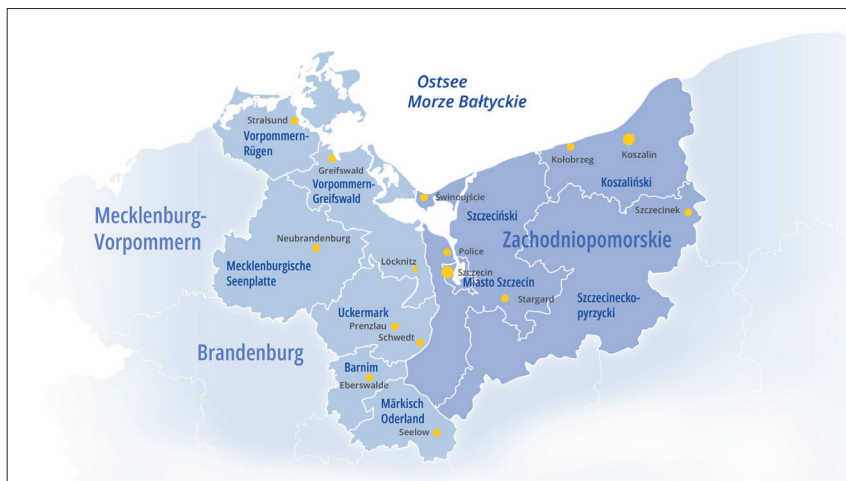 Ostsee
Morze Bałtyckie
Stralsund
Vorpommern-
Rügen
Greifswald
Vorpommern-
Greifswald
Kołobrzeg
Koszalin
Koszaliński
Świnoujście
Szczeciński
Szczecinek
Mecklenburg-
Vorpommern
Zachodniopomorskie
Neubrandenburg
Mecklenburgische
Seenplatte
Löcknitz
Police
Szczecin
Miasto Szczecin
Stargard
Szczecinecko-
pyrzycki
Uckermark
Prenzlau
Schwedt
Brandenburg
Barnim
Eberswalde
Märkisch
Oderland
Seelow